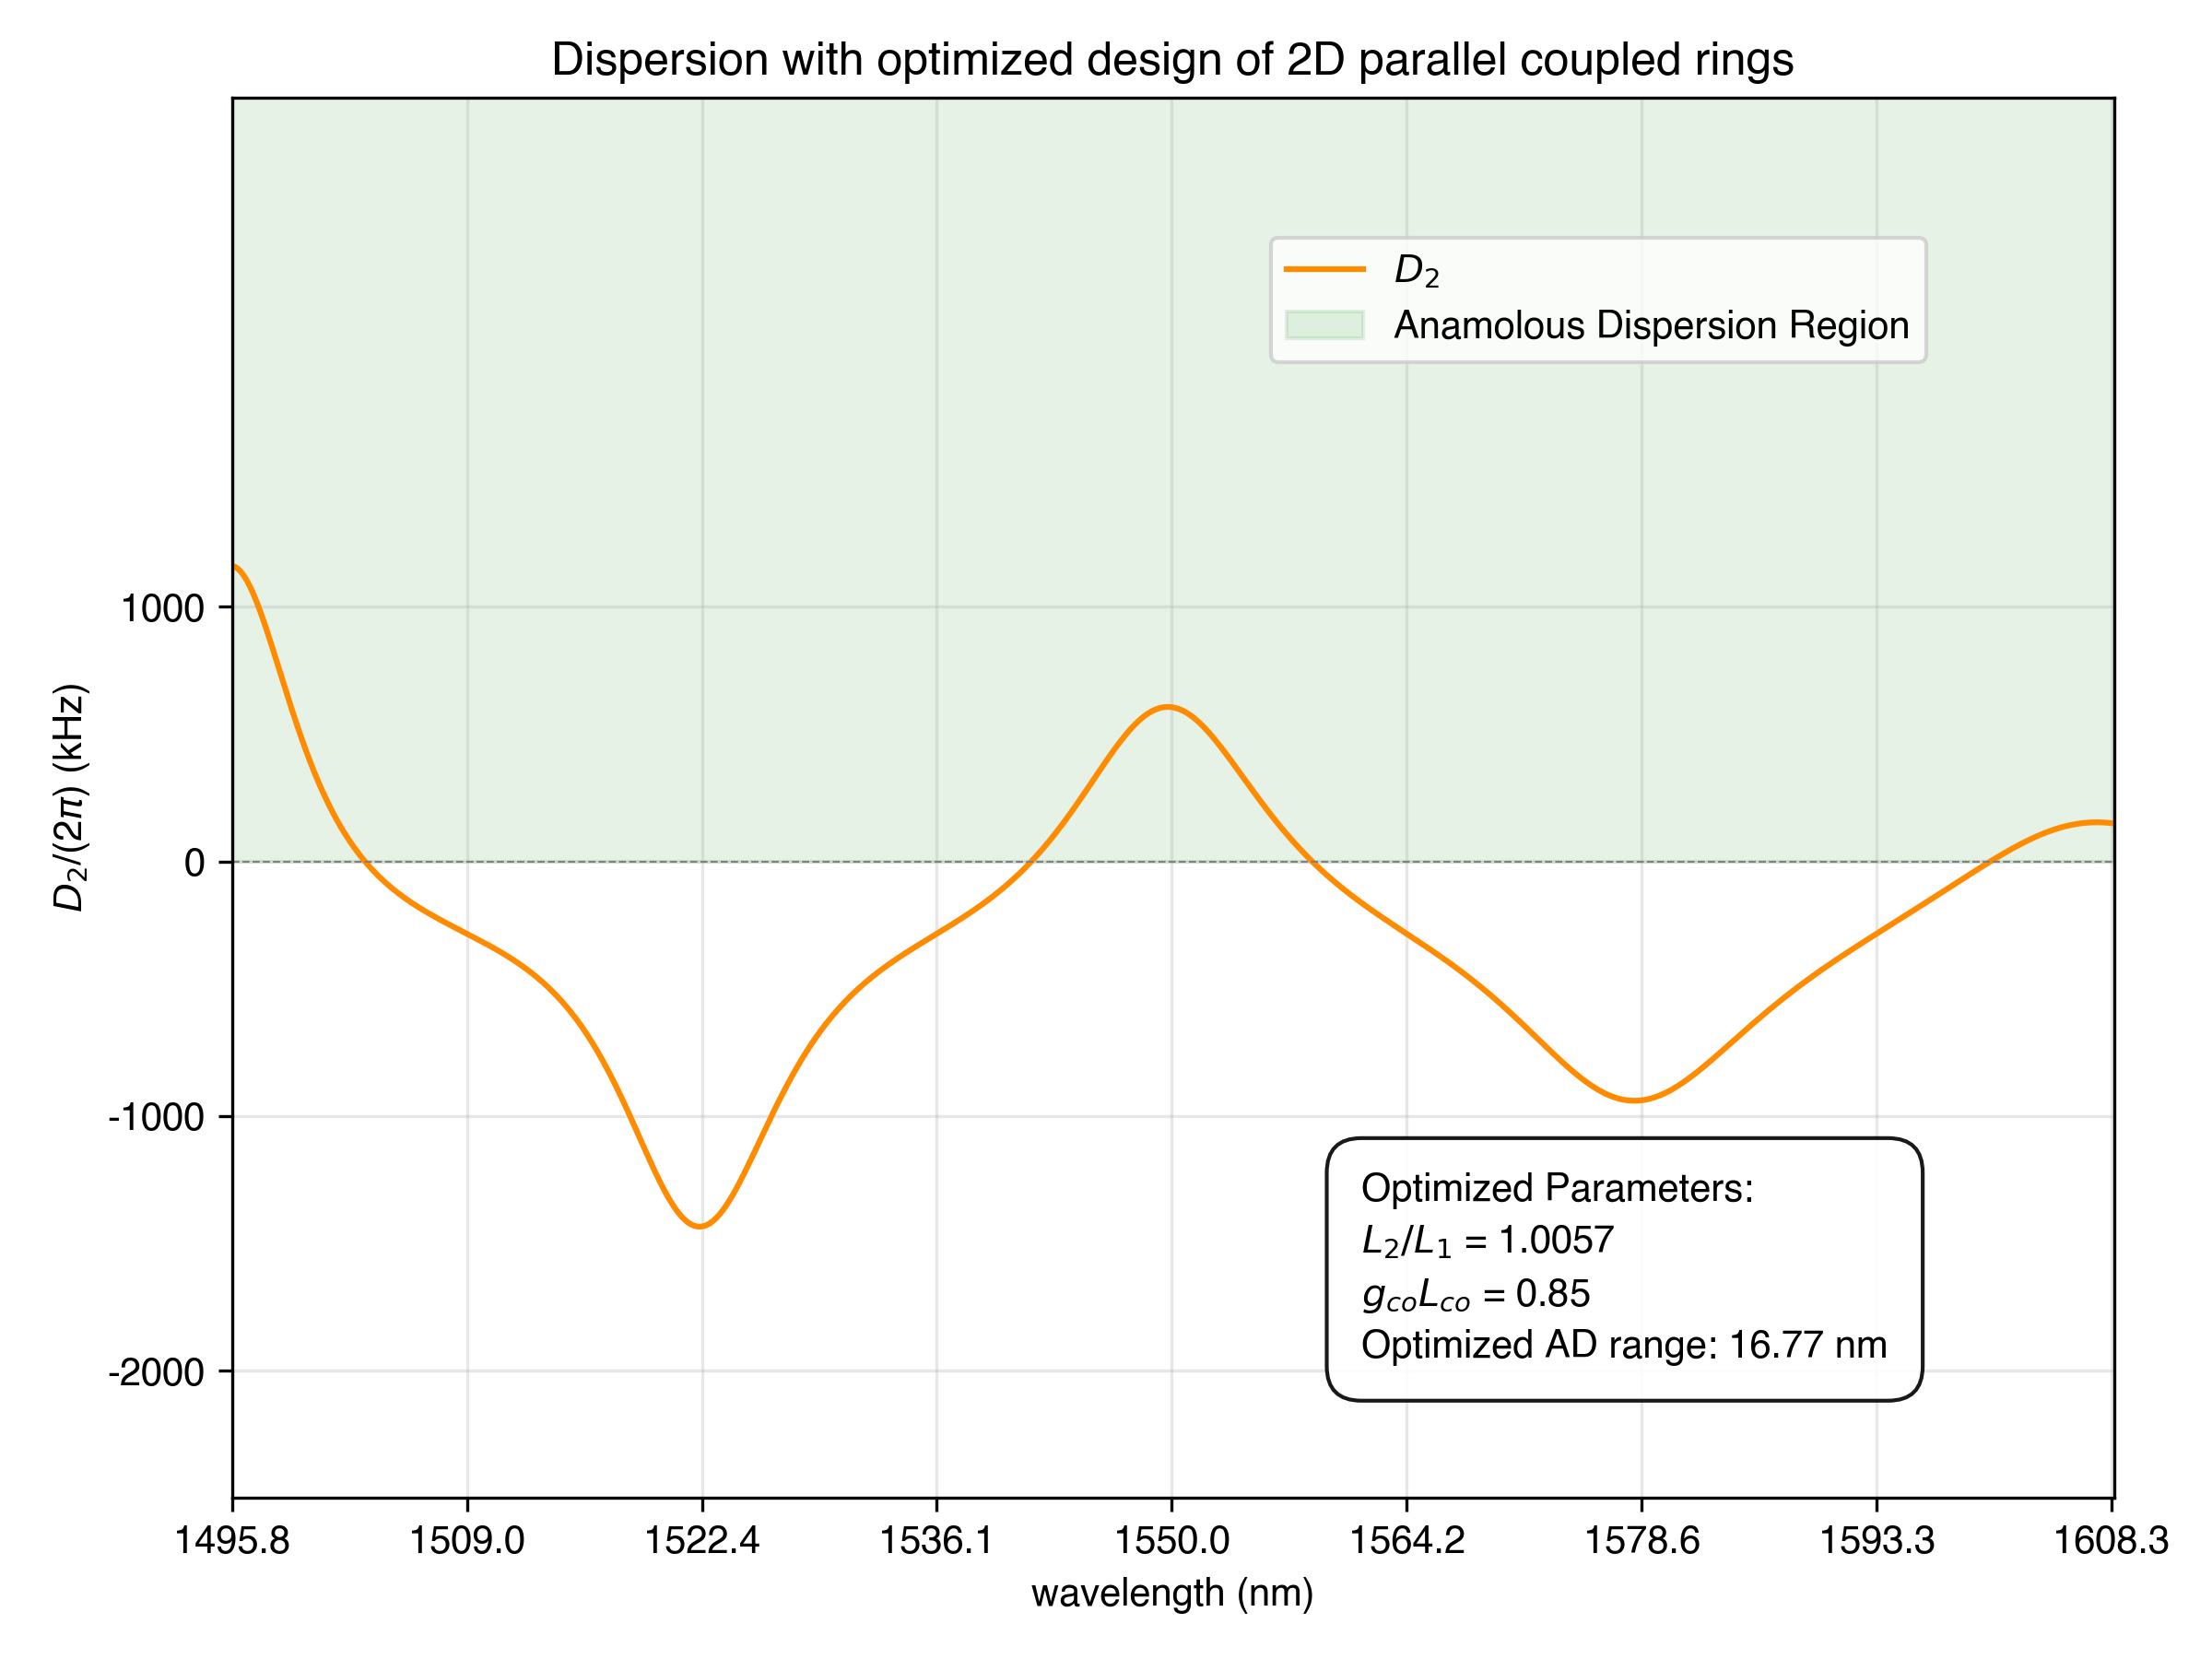 Dispersion with optimized design of 2D parallel coupled rings
D₂
Anamolous Dispersion Region
D₂/(2π) (kHz)
1000
0
-1000
-2000
Optimized Parameters:
L₂/L₁ = 1.0057
g_co L_co = 0.85
Optimized AD range: 16.77 nm
1495.8 1509.0 1522.4 1536.1 1550.0 1564.2 1578.6 1593.3 1608.3
wavelength (nm)